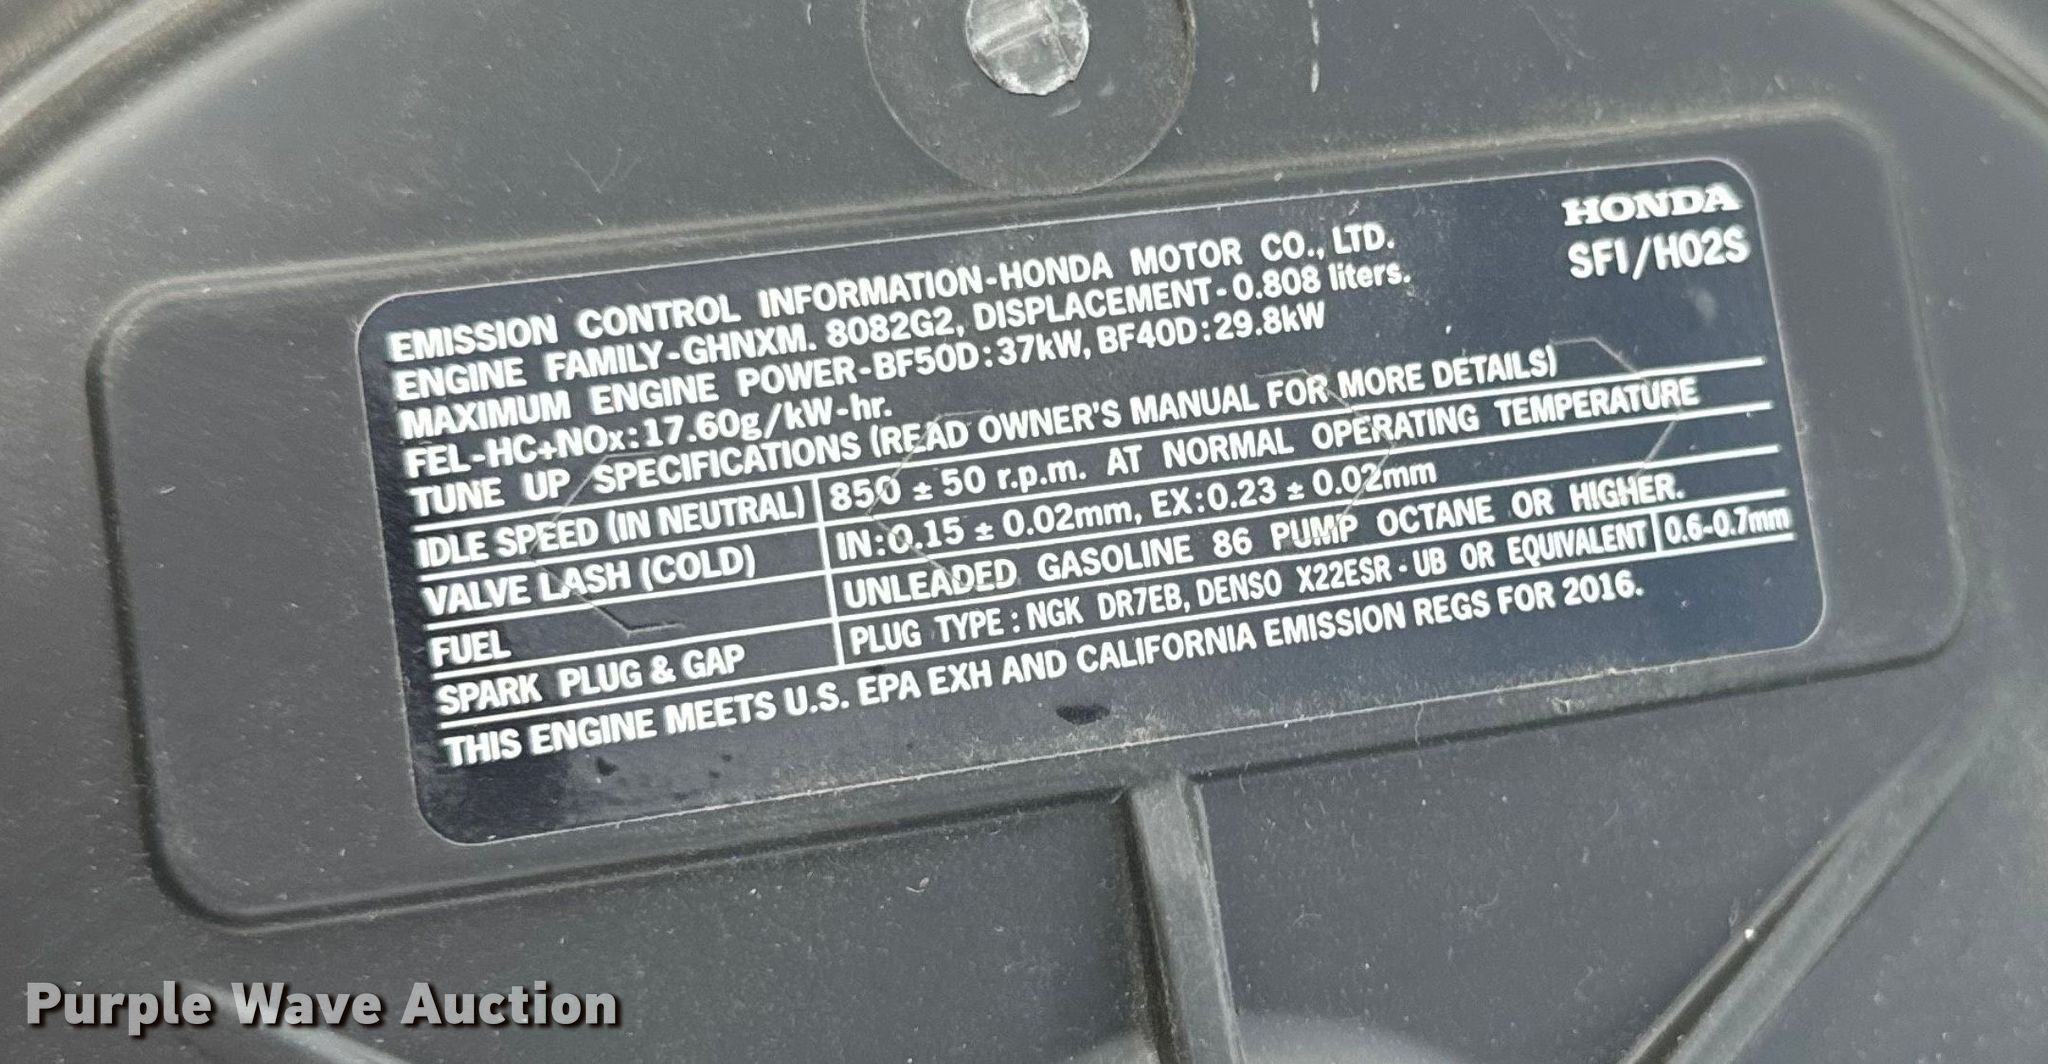 HONDA
SFI/H02S
EMISSION CONTROL INFORMATION-HONDA MOTOR CO., LTD.
ENGINE FAMILY-GHNXM. 8082G2, DISPLACEMENT-0.808 liters.
MAXIMUM ENGINE POWER-BF50D:37kW, BF40D:29.8kW
FEL-HC+NOx:17.60g/kW-hr.
TUNE UP SPECIFICATIONS (READ OWNER'S MANUAL FOR MORE DETAILS)
IDLE SPEED (IN NEUTRAL) 850 ± 50 r.p.m. AT NORMAL OPERATING TEMPERATURE
VALVE LASH (COLD) IN:0.15 ± 0.02mm, EX:0.23 ± 0.02mm
FUEL UNLEADED GASOLINE 86 PUMP OCTANE OR HIGHER.
SPARK PLUG & GAP PLUG TYPE : NGK DR7EB, DENSO X22ESR-UB OR EQUIVALENT 0.6-0.7mm
THIS ENGINE MEETS U.S. EPA EXH AND CALIFORNIA EMISSION REGS FOR 2016.
Purple Wave Auction